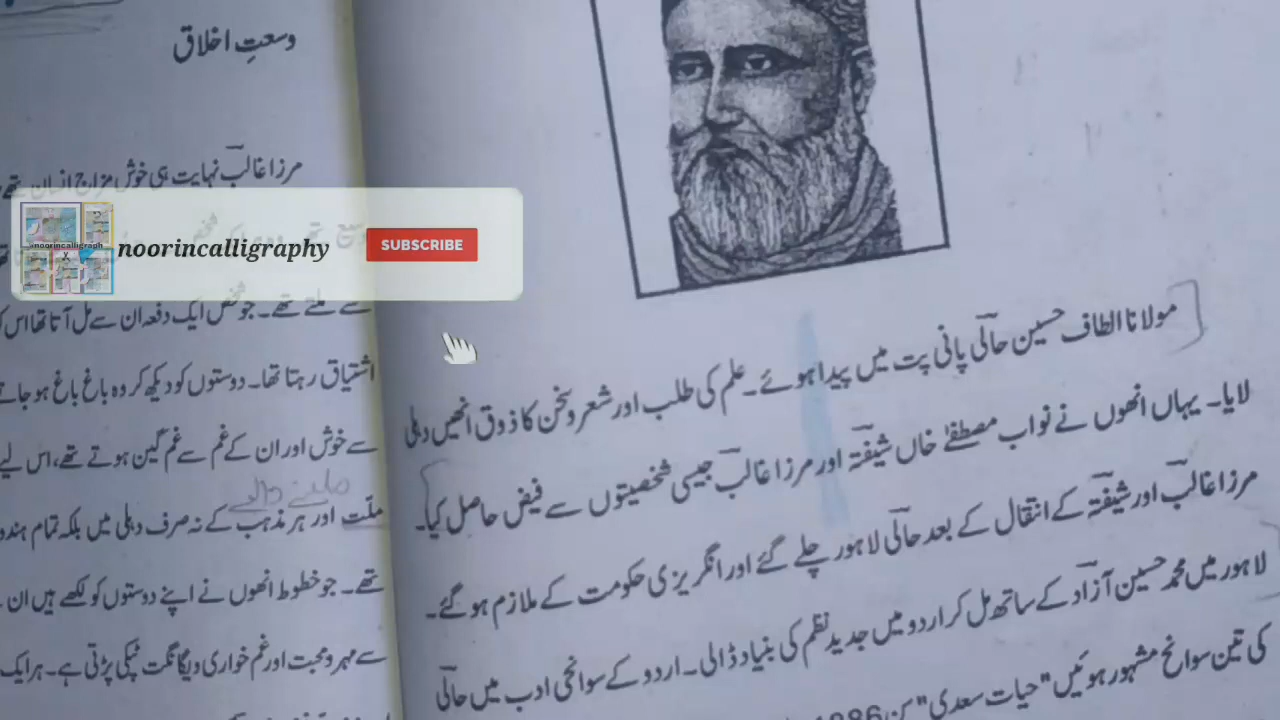 مولانا الطاف حسین حالیؔ پانی پت میں پیدا ہوئے۔ علم کی طلب اور شعر و سخن کا ذوق انھیں دہلی
لایا۔ یہاں انھوں نے نواب مصطفےٰ خاں شیفتہؔ اور مرزا غالبؔ جیسی شخصیتوں سے فیض حاصل کیا۔
مرزا غالبؔ اور شیفتہؔ کے انتقال کے بعد حالیؔ لاہور چلے گئے اور انگریزی حکومت کے ملازم ہو گئے۔
لاہور میں محمد حسین آزادؔ کے ساتھ مل کر اردو میں جدید نظم کی بنیاد ڈالی۔ اردو کے سوانحی ادب میں حالیؔ
کی تین سوانح مشہور ہوئیں "حیات سعدی" سن
وسعتِ اخلاق
مرزا غالبؔ نہایت ہی خوش مزاج انسان تھے
سے ملتے تھے۔ جو شخص ایک دفعہ ان سے مل آتا تھا اس
اشتیاق رہتا تھا۔ دوستوں کو دیکھ کر وہ باغ باغ ہو جاتے
سے خوش اور ان کے غم سے غم گین ہوتے تھے، اس لیے
ملّت اور ہر مذہب کے نہ صرف دہلی میں بلکہ تمام
تھے۔ جو خطوط انھوں نے اپنے دوستوں کو لکھے ہیں ان
سے مہر و محبت اور غم خواری و یگانگت ٹپکی پڑتی ہے۔ ہر ایک
noorincalligraphy
SUBSCRIBE